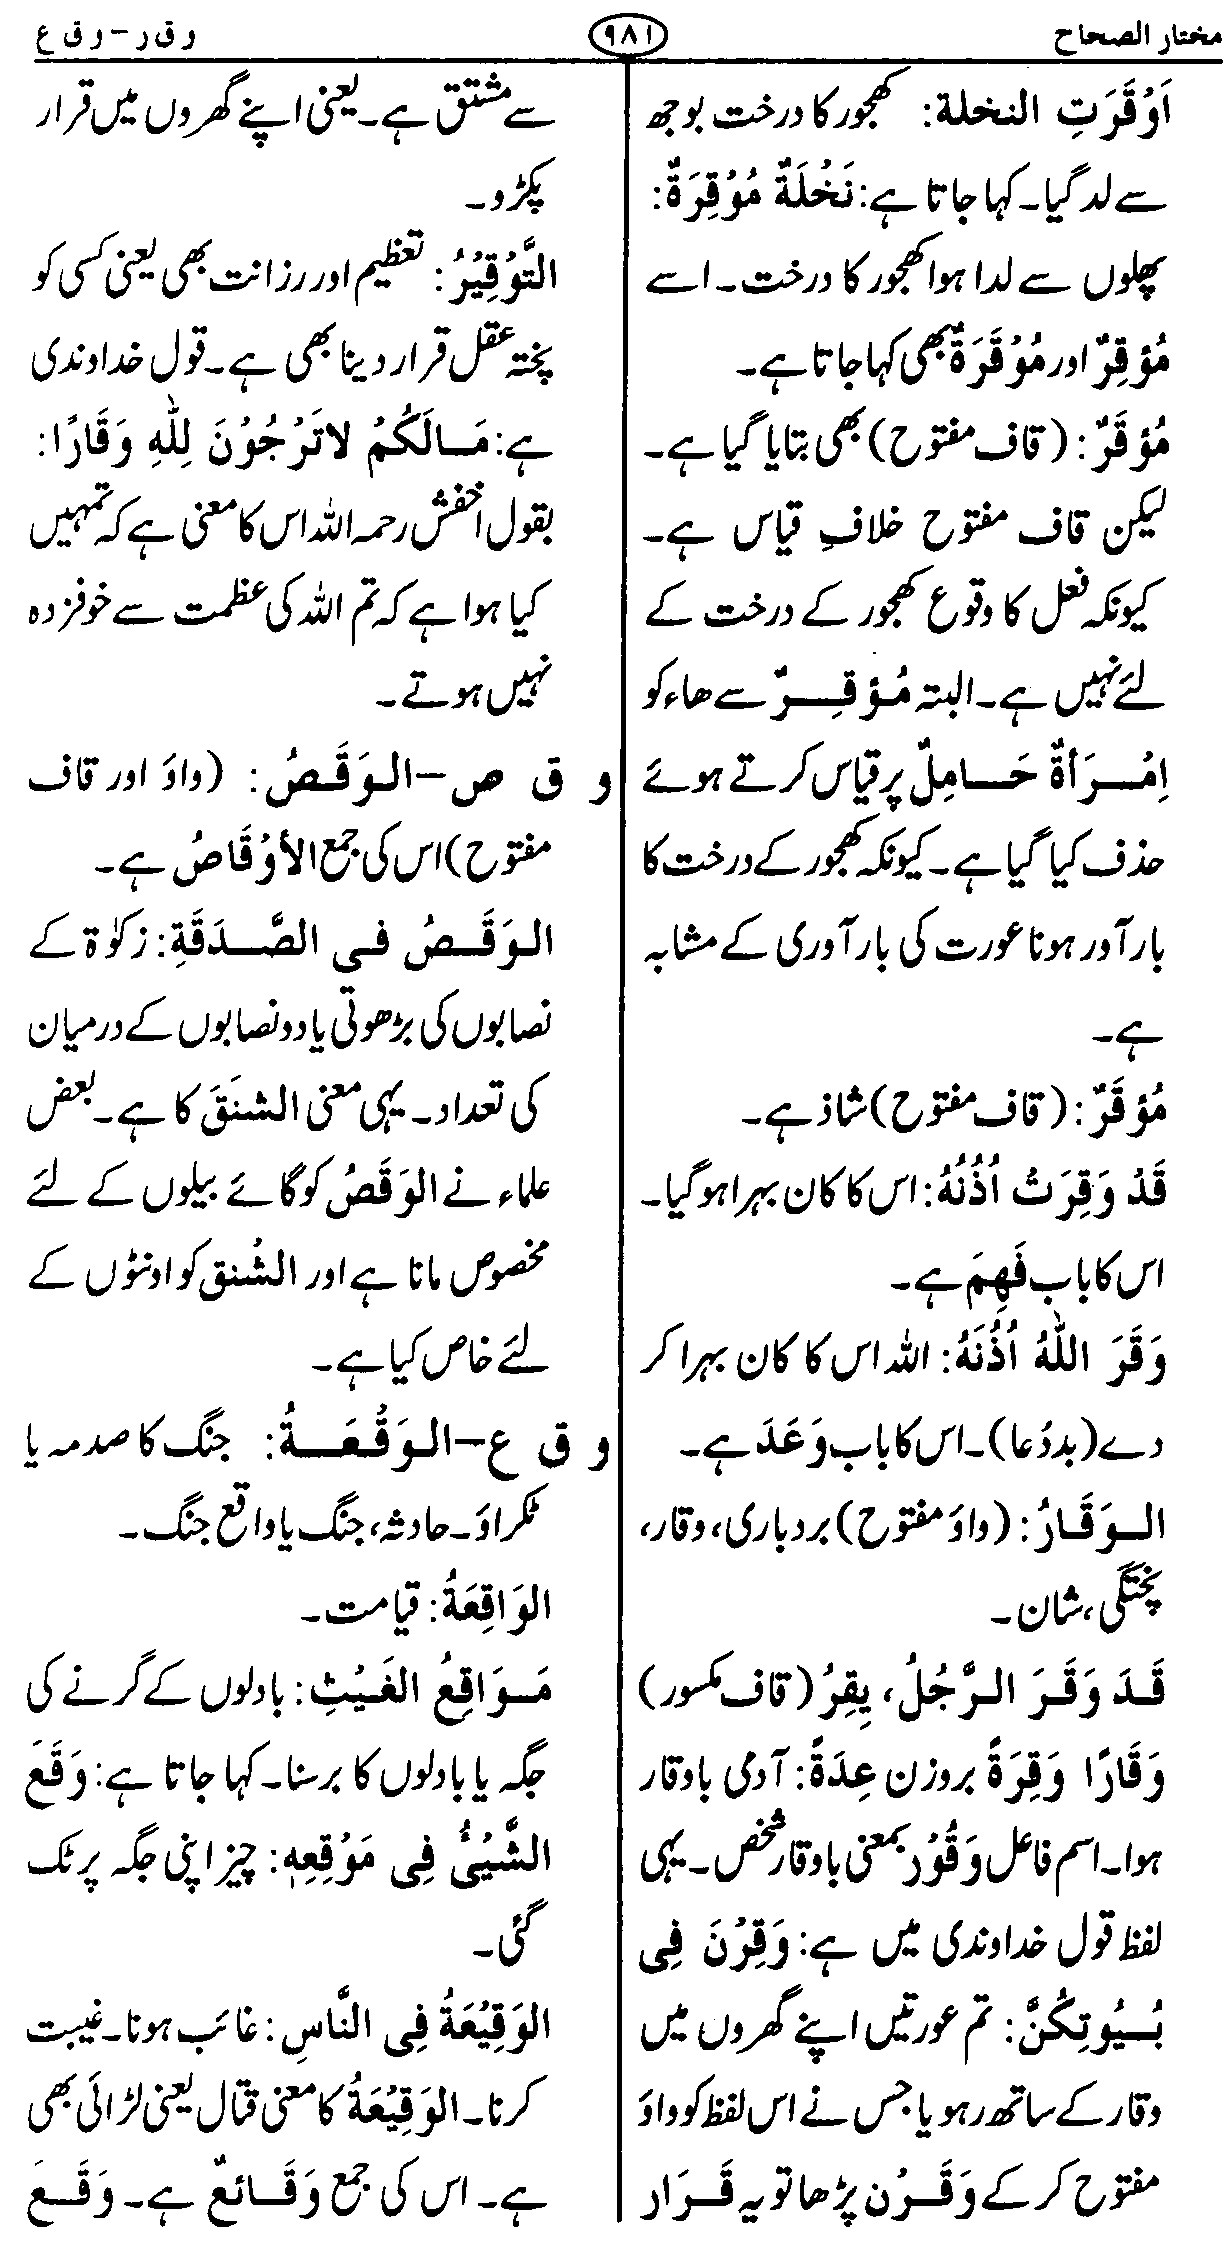 مختار الصحاح
۹۸۱
و ق ر - و ق ع
اَوْقَرَتِ النخلة: کھجور کا درخت بوجھ
سے لد گیا۔ کہا جاتا ہے: نَخْلَةٌ مُوْقِرَةٌ:
پھلوں سے لدا ہوا کھجور کا درخت۔ اسے
مُؤقِرٌ اور مُوْقَرَةٌ بھی کہا جاتا ہے۔
مُؤقَرٌ: (قاف مفتوح) بھی بتایا گیا ہے۔
لیکن قاف مفتوح خلافِ قیاس ہے۔
کیونکہ فعل کا وقوع کھجور کے درخت کے
لئے نہیں ہے۔ البتہ مُؤقِرٌ سے ھاء کو
اِمْرَأةٌ حَامِلٌ پر قیاس کرتے ہوئے
حذف کیا گیا ہے۔ کیونکہ کھجور کے درخت کا
بار آور ہونا عورت کی بار آوری کے مشابہ
ہے۔
مُؤقَرٌ: (قاف مفتوح) شاذ ہے۔
قَدْ وَقِرَتْ اُذُنُهُ: اس کا کان بہرا ہو گیا۔
اس کا باب فَهِمَ ہے۔
وَقَرَ اللّٰهُ اُذُنَهُ: اللہ اس کا کان بہرا کر
دے (بد دُعا)۔ اس کا باب وَعَدَ ہے۔
الوَقَارُ: (واؤ مفتوح) بردباری، وقار،
پختگی، شان۔
قَدَ وَقَرَ الرَّجُلُ، يِقِرُ (قاف مکسور)
وَقَارًا وَقِرَةً بروزن عِدَةً: آدمی باوقار
ہوا۔ اسم فاعل وَقُوْر بمعنی باوقار شخص۔ یہی
لفظ قول خداوندی میں ہے: وَقِرْنَ فِی
بُيُوتِكُنَّ: تم عورتیں اپنے گھروں میں
وقار کے ساتھ رہو یا جس نے اس لفظ کو واؤ
مفتوح کر کے وَقَرْن پڑھا تو یہ قَرَار
سے مشتق ہے۔ یعنی اپنے گھروں میں قرار
پکڑو۔
التَّوْقِيْرُ: تعظیم اور رزانت بھی یعنی کسی کو
پختہ عقل قرار دینا بھی ہے۔ قول خداوندی
ہے: مَالَكُمْ لاتَرْجُوْنَ لِلّٰهِ وَقَارًا:
بقول اخفش رحمہ اللہ اس کا معنی ہے کہ تمہیں
کیا ہوا ہے کہ تم اللہ کی عظمت سے خوفزدہ
نہیں ہوتے۔
و ق ص - الوَقَصُ: (واؤ اور قاف
مفتوح) اس کی جمع الأوْقَاصُ ہے۔
الوَقَصُ في الصَّدَقَةِ: زکوٰۃ کے
نصابوں کی بڑھوتی یا دو نصابوں کے درمیان
کی تعداد۔ یہی معنی الشنَقَ کا ہے۔ بعض
علماء نے الوَقَصُ کو گائے بیلوں کے لئے
مخصوص مانا ہے اور الشُنق کو اونٹوں کے
لئے خاص کیا ہے۔
و ق ع - الوَقْعَةُ: جنگ کا صدمہ یا
ٹکراؤ۔ حادثہ، جنگ یا واقع جنگ۔
الوَاقِعَةُ: قیامت۔
مَوَاقِعُ الغَيْثِ: بادلوں کے گرنے کی
جگہ یا بادلوں کا برسنا۔ کہا جاتا ہے: وَقَعَ
الشَّيْئُ فِی مَوْقِعِهٖ: چیز اپنی جگہ پر ٹک
گئی۔
الوَقِيْعَةُ فِی النَّاسِ: غائب ہونا۔ غیبت
کرنا۔ الوَقِيْعَةُ کا معنی قتال یعنی لڑائی بھی
ہے۔ اس کی جمع وَقَائعٌ ہے۔ وَقَعَ